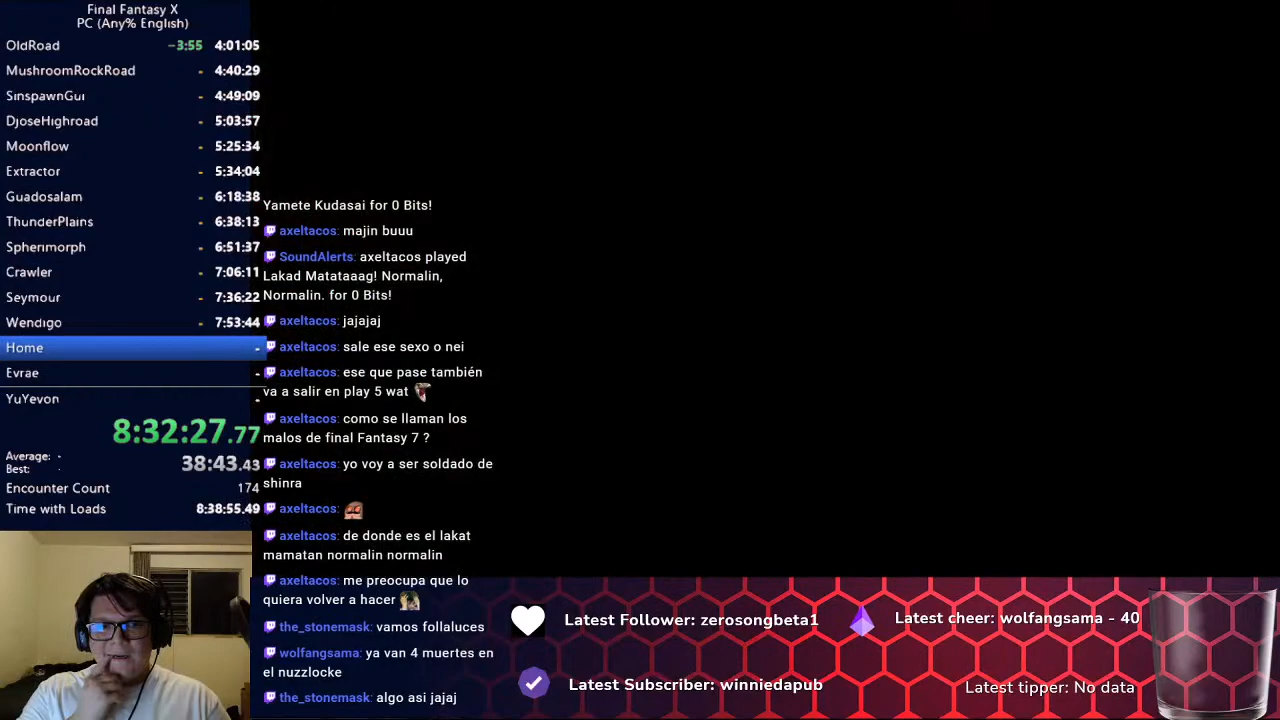 Final Fantasy X
PC (Any% English)
OldRoad -3:55 4:01:05
MushroomRockRoad - 4:40:29
SinspawnGui - 4:49:09
DjoseHighroad - 5:03:57
Moonflow - 5:25:34
Extractor - 5:34:04
Guadosalam - 6:18:38
ThunderPlains - 6:38:13
Spherimorph - 6:51:37
Crawler - 7:06:11
Seymour - 7:36:22
Wendigo - 7:53:44
Home -
Evrae -
YuYevon -
8:32:27.77
Average: -
Best: -
38:43.43
Encounter Count 174
Time with Loads 8:38:55.49
Yamete Kudasai for 0 Bits!
axeltacos: majin buuu
SoundAlerts: axeltacos played
Lakad Matataaag! Normalin,
Normalin. for 0 Bits!
axeltacos: jajajaj
axeltacos: sale ese sexo o nei
axeltacos: ese que pase también
va a salir en play 5 wat
axeltacos: como se llaman los
malos de final Fantasy 7 ?
axeltacos: yo voy a ser soldado de
shinra
axeltacos:
axeltacos: de donde es el lakat
mamatan normalin normalin
axeltacos: me preocupa que lo
quiera volver a hacer
the_stonemask: vamos follaluces
wolfangsama: ya van 4 muertes en
el nuzzlocke
the_stonemask: algo asi jajaj
Latest Follower: zerosongbeta1
Latest cheer: wolfangsama - 40
Latest Subscriber: winniedapub
Latest tipper: No data